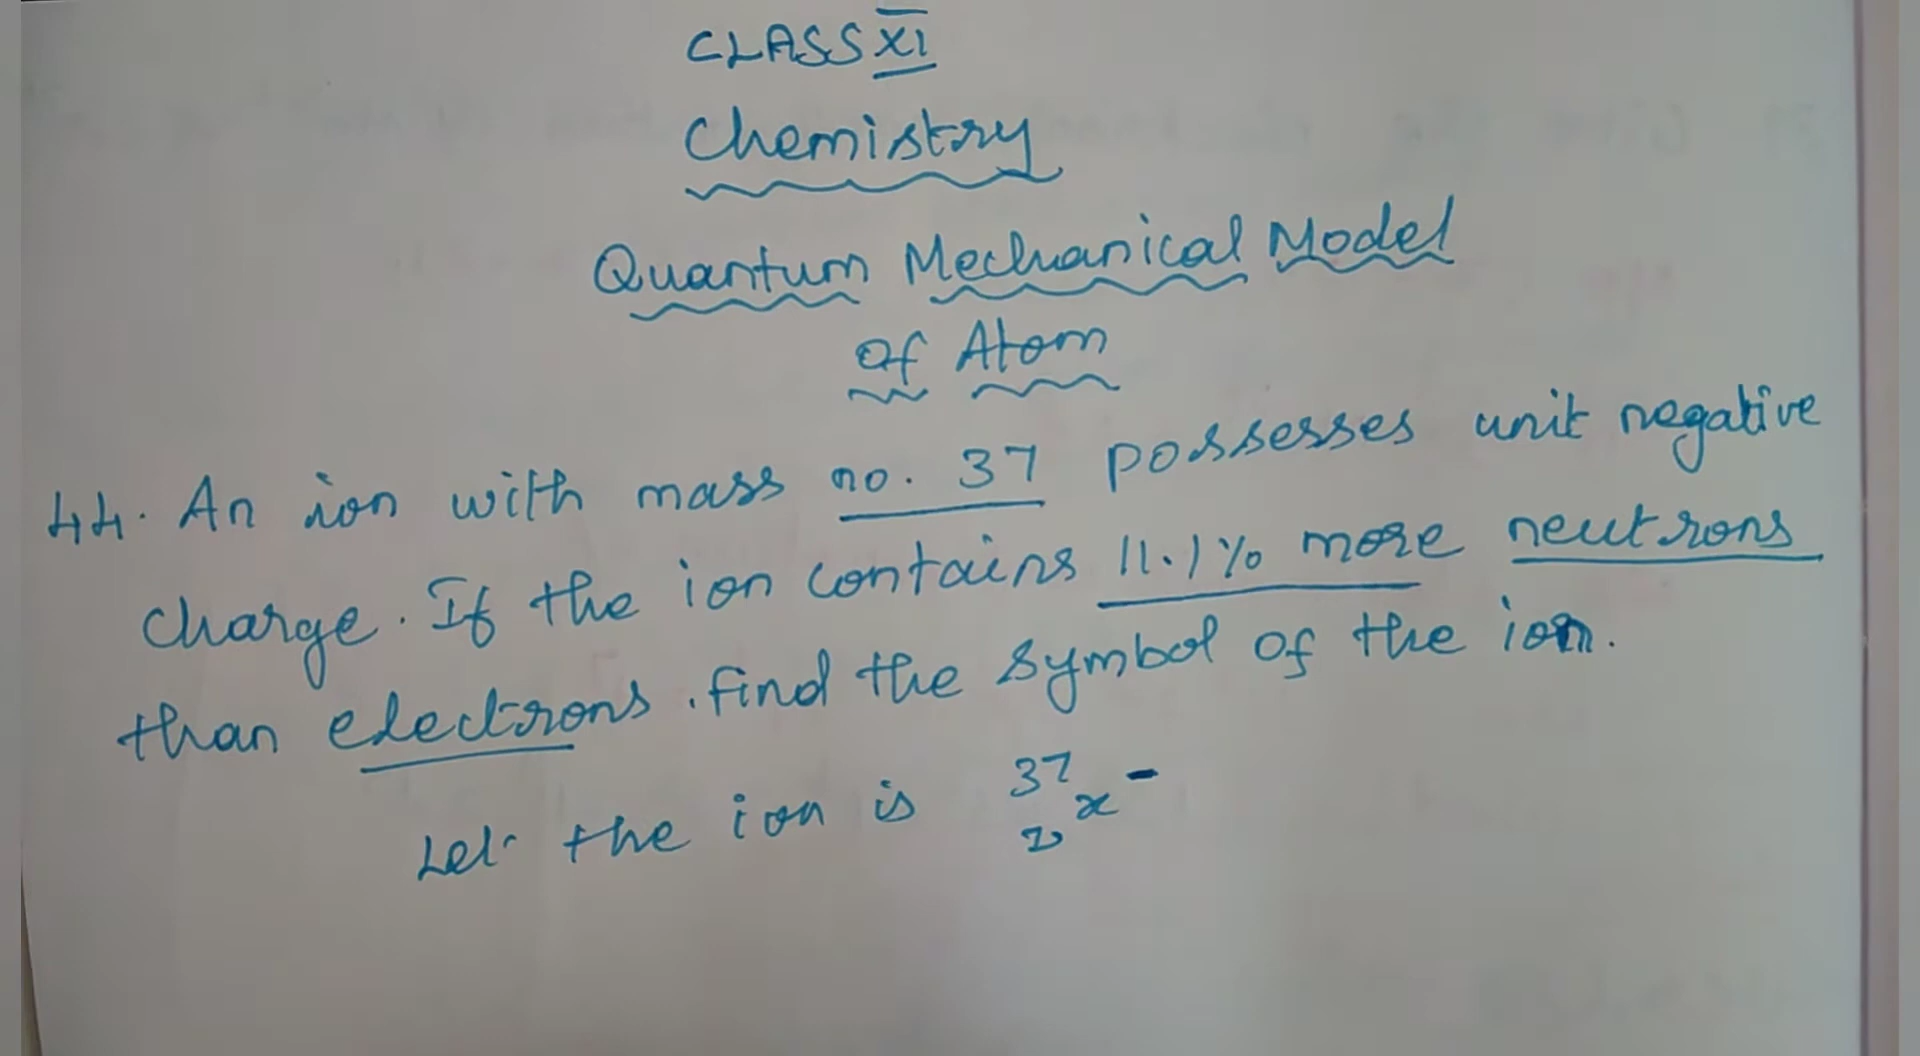 CLASS XI
Chemistry
Quantum Mechanical Model
of Atom
44. An ion with mass no. 37 possesses unit negative
charge. If the ion contains 11.1% more neutrons
than electrons. find the symbol of the ion.
Let the ion is ³⁷ z x -